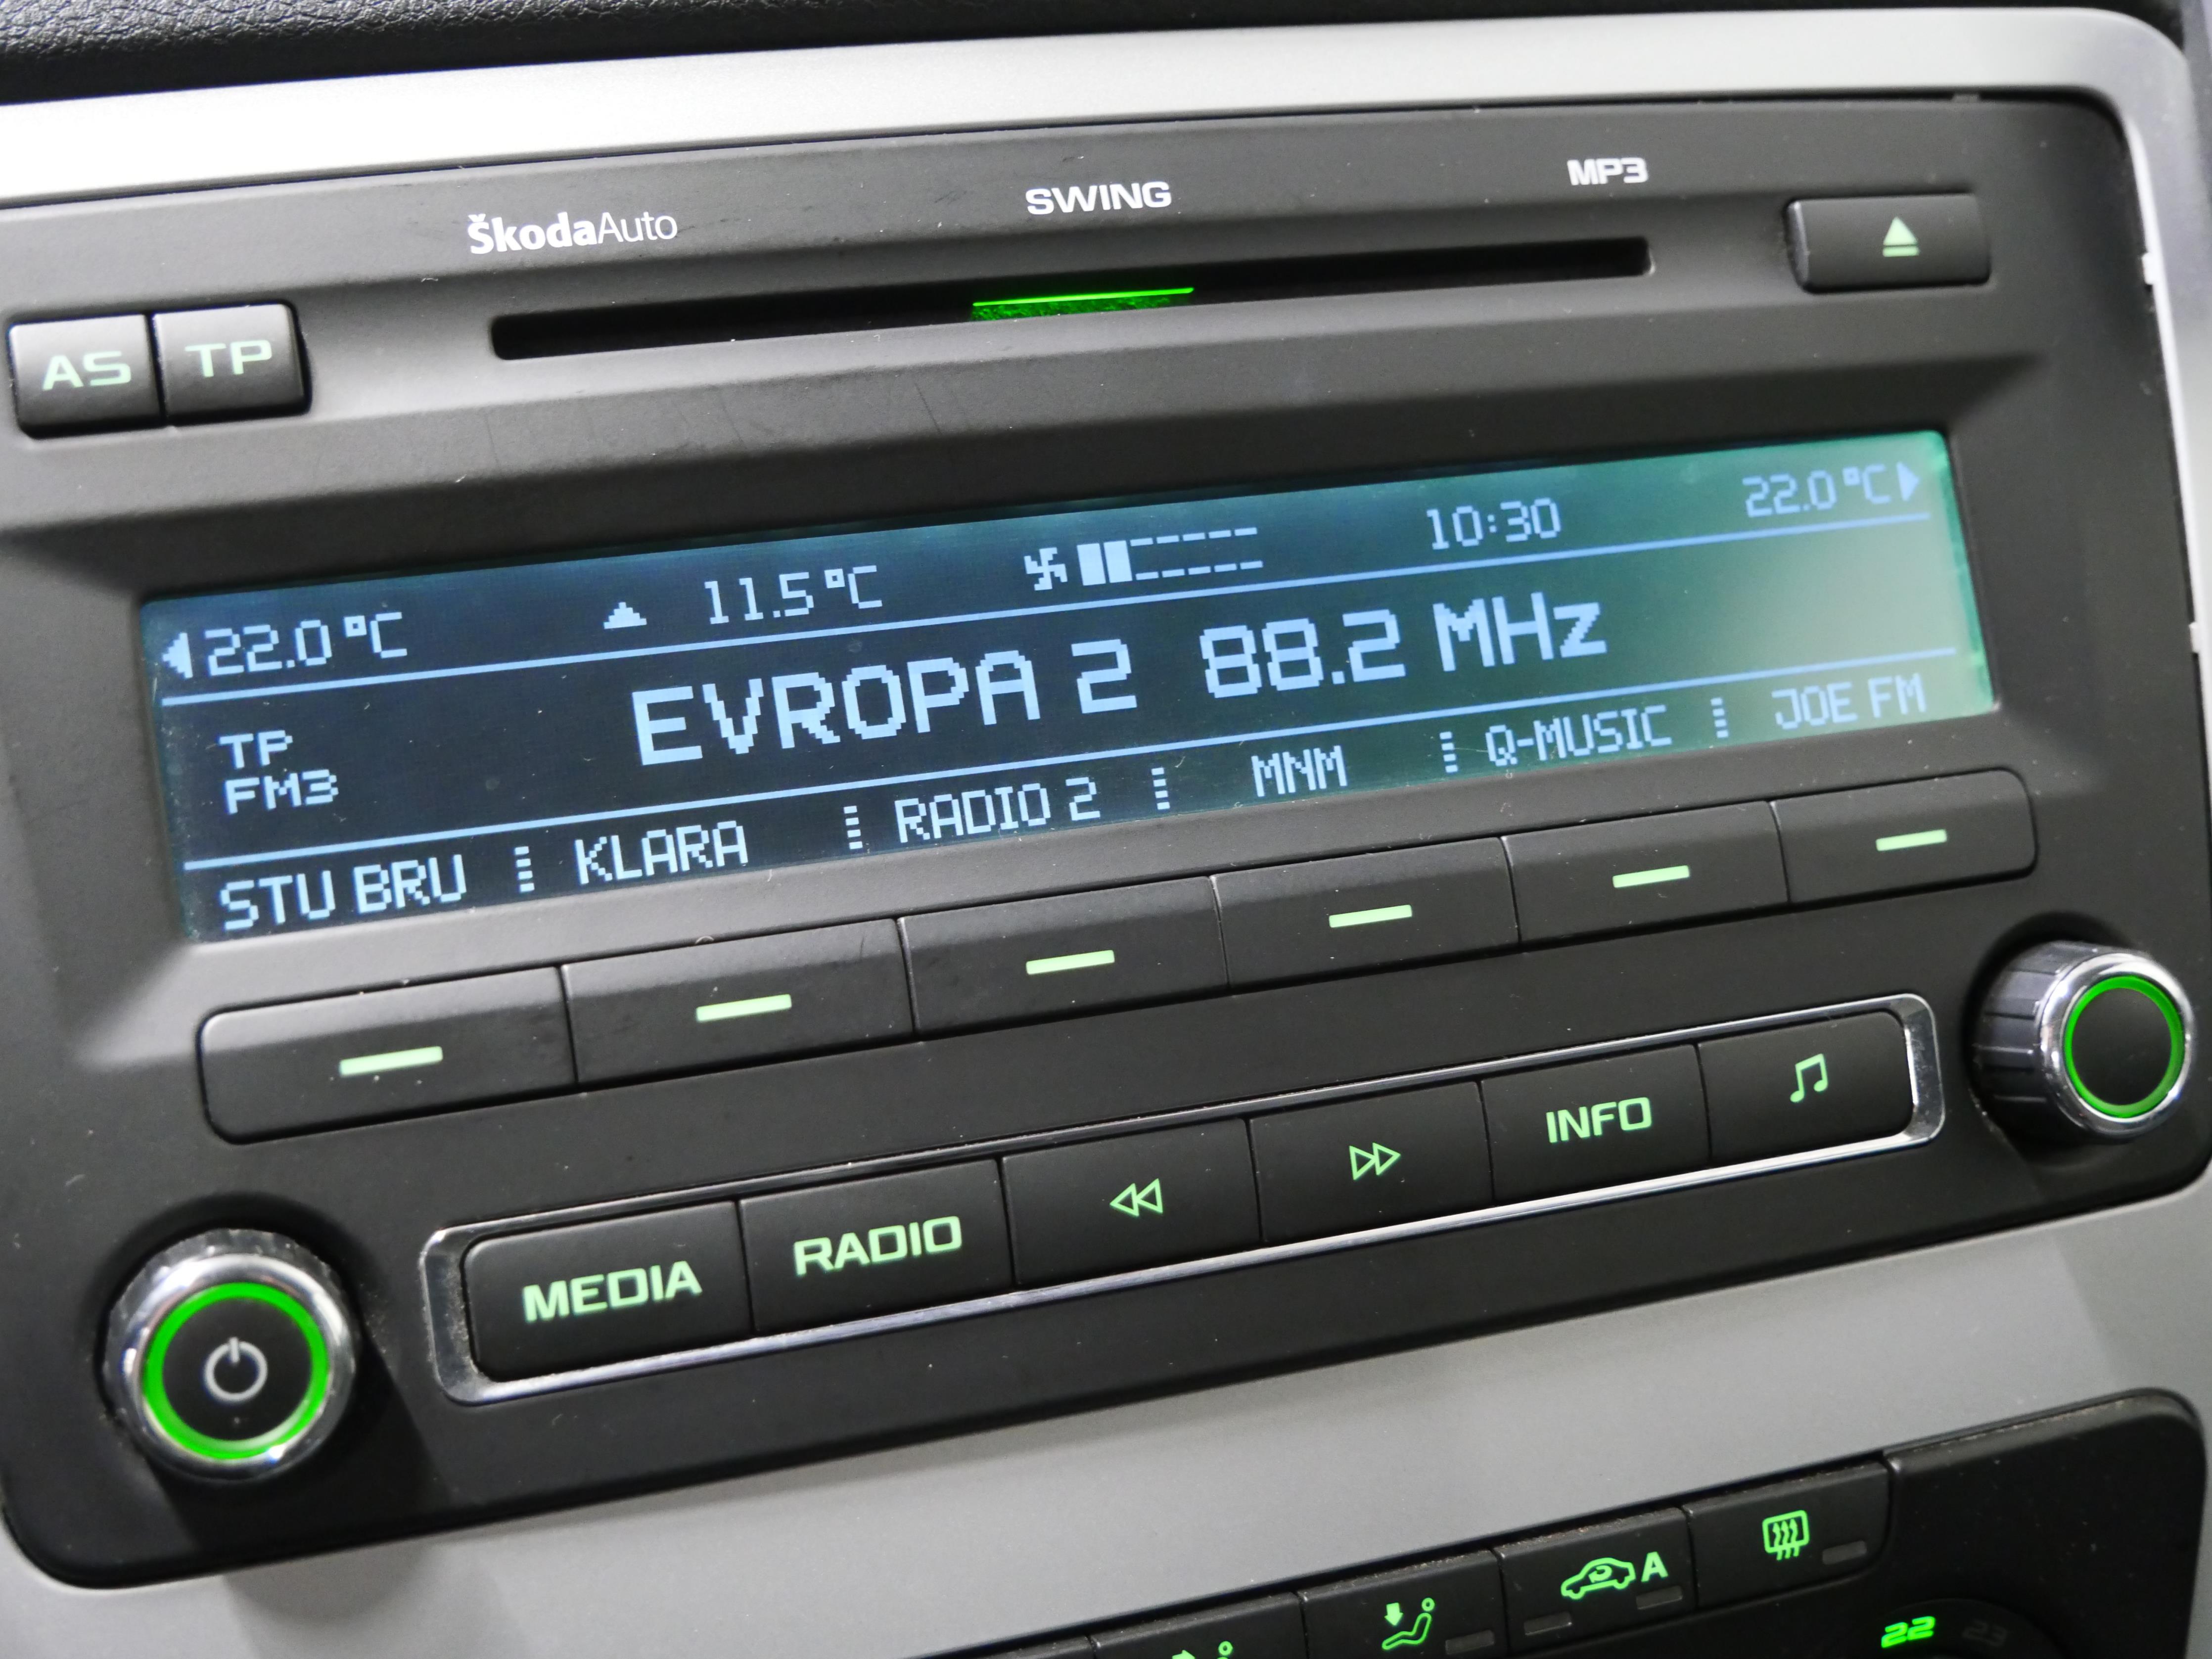 ŠkodaAuto SWING MP3
AS TP
22.0 °C 11.5 °C 10:30 22.0 °C
TP EVROPA 2 88.2 MHz
FM3
STU BRU KLARA RADIO 2 MNM Q-MUSIC JOE FM
MEDIA RADIO INFO
A
22 23